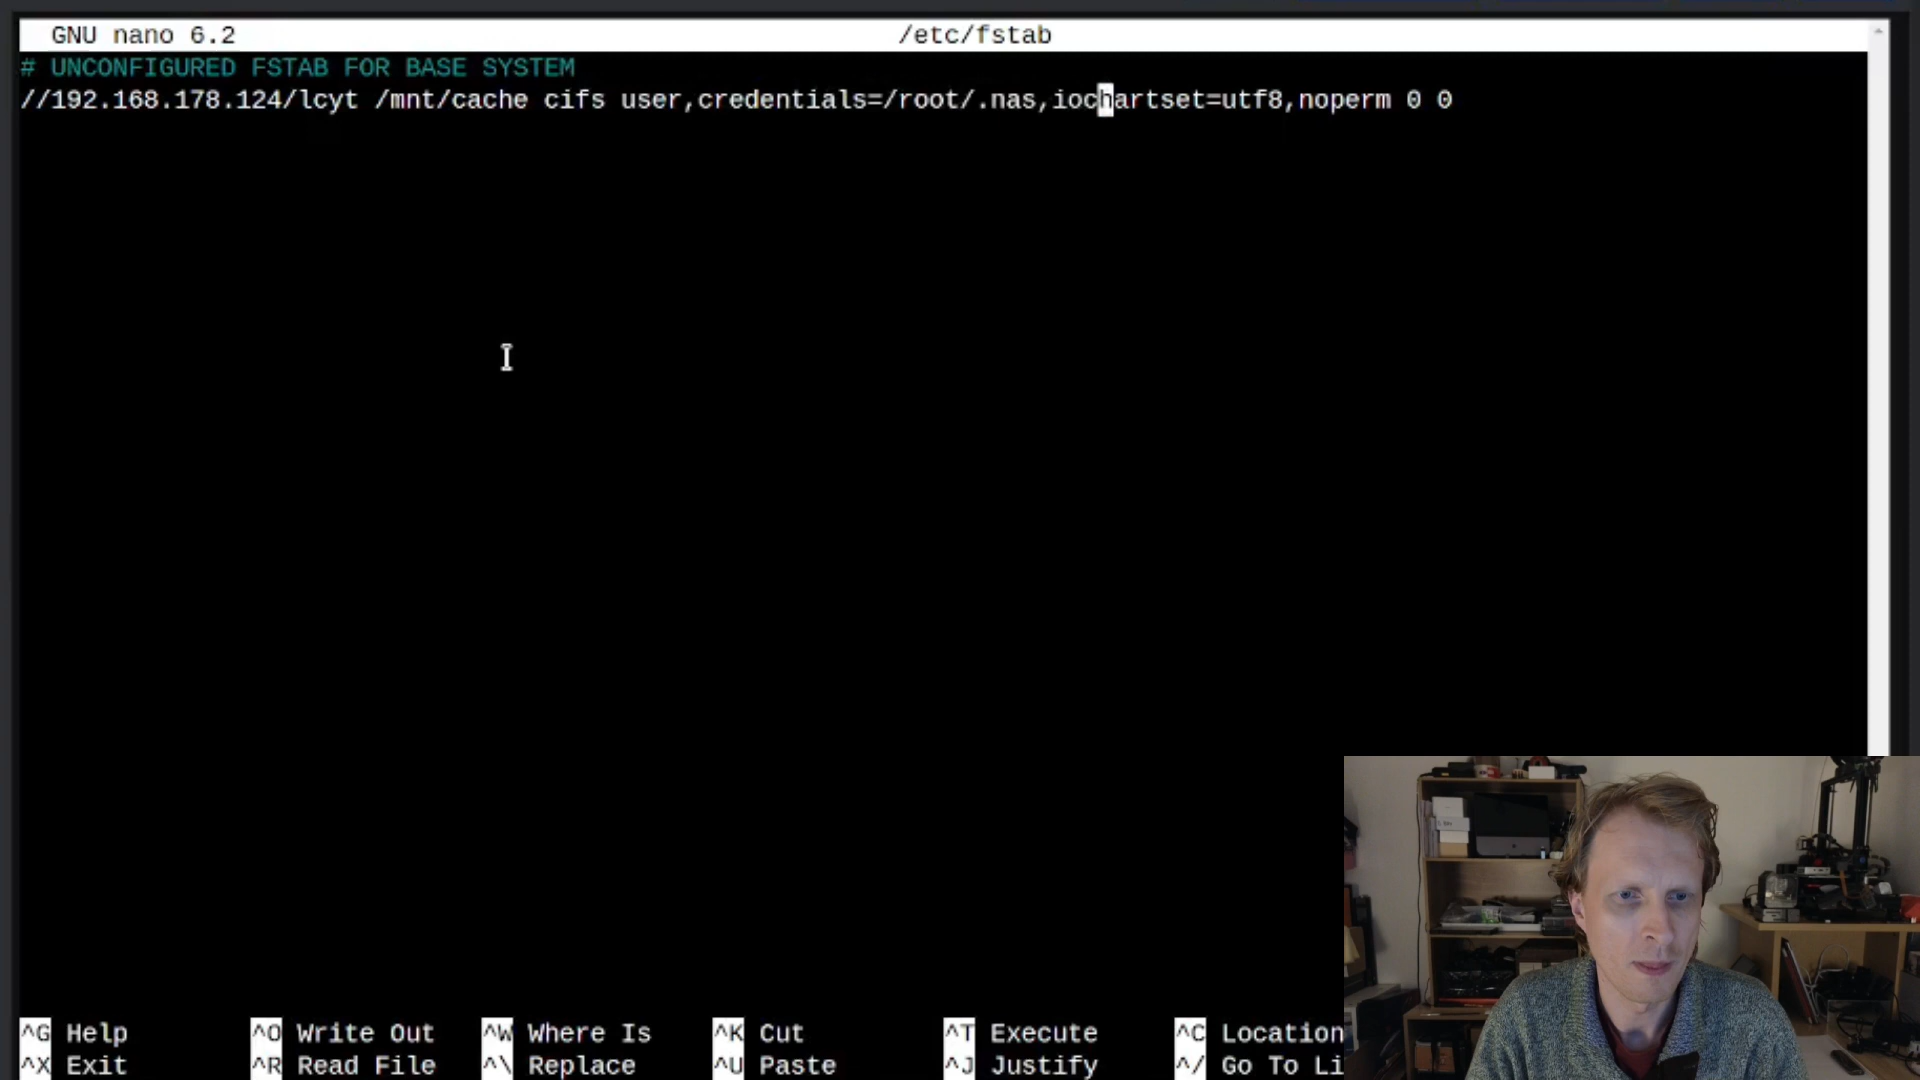 GNU nano 6.2 /etc/fstab
# UNCONFIGURED FSTAB FOR BASE SYSTEM
//192.168.178.124/lcyt /mnt/cache cifs user,credentials=/root/.nas,iochartset=utf8,noperm 0 0
^G Help ^O Write Out ^W Where Is ^K Cut ^T Execute ^C Location
^X Exit ^R Read File ^\ Replace ^U Paste ^J Justify ^/ Go To Li